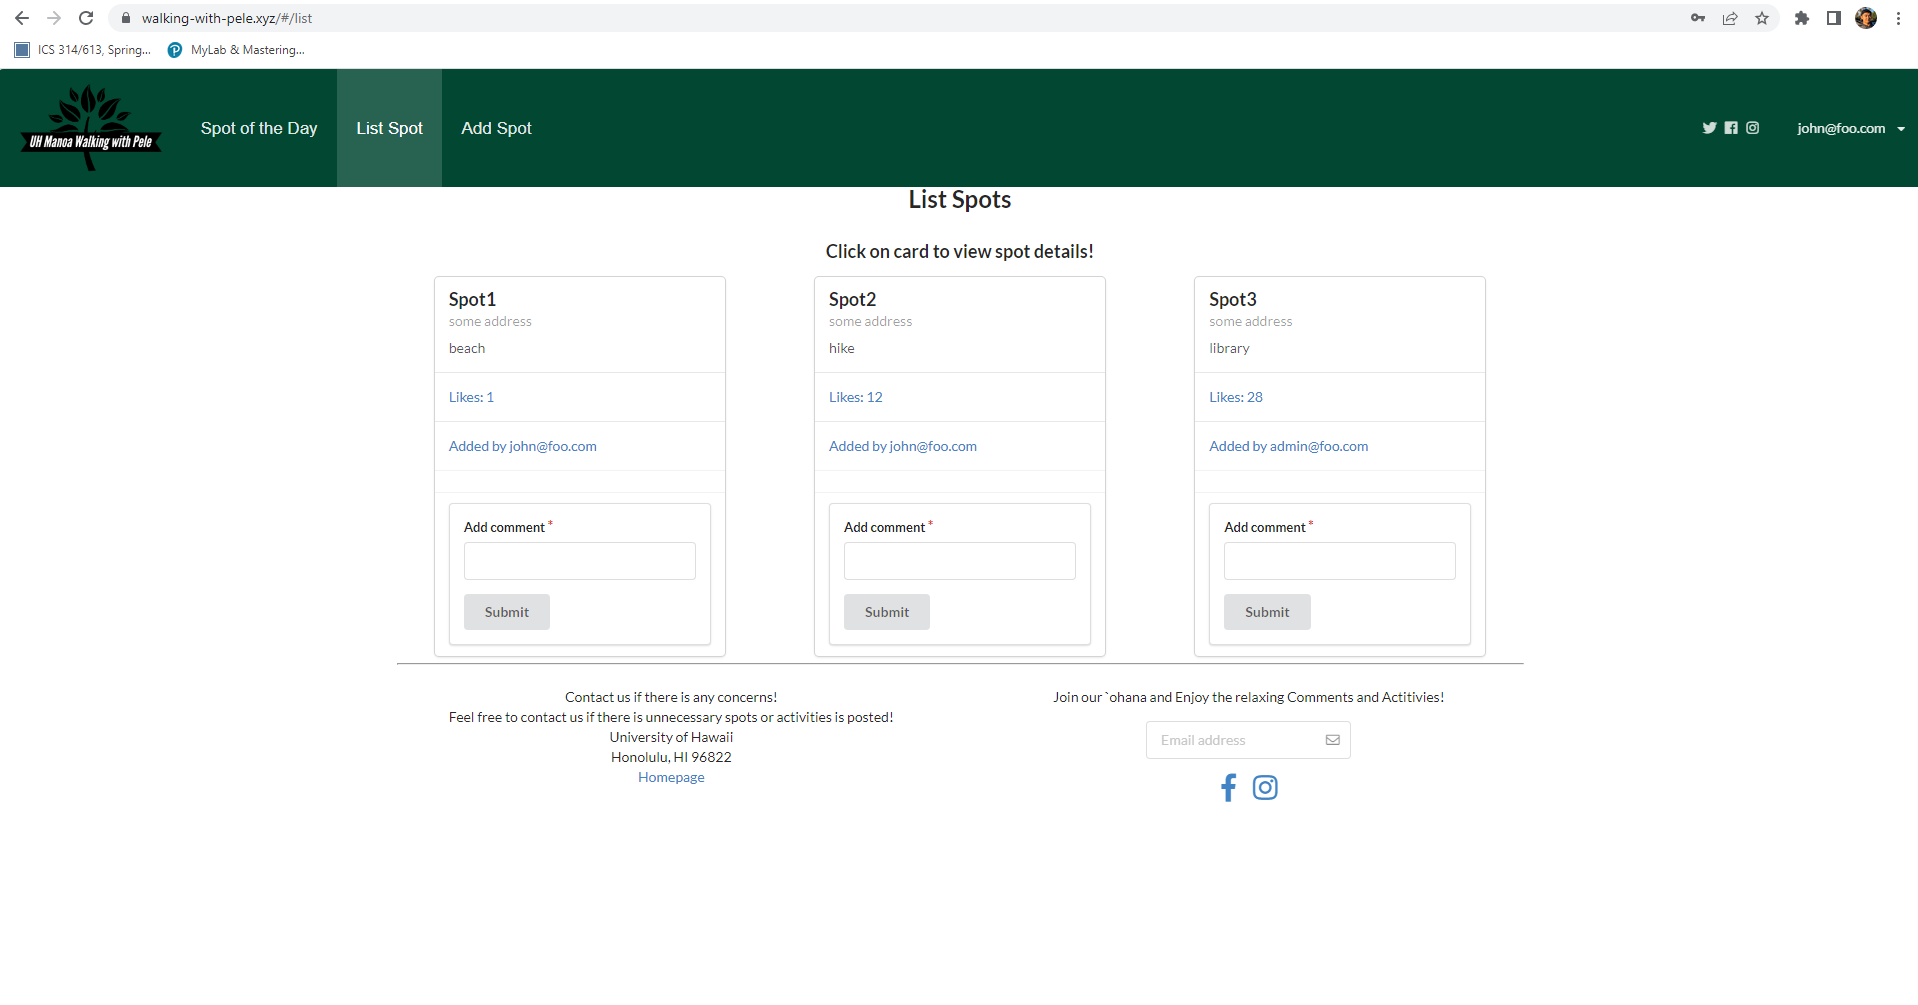 walking-with-pele.xyz/#/list
ICS 314/613, Spring...
MyLab & Mastering...
UH Manoa Walking with Pele
Spot of the Day
List Spot
Add Spot
john@foo.com
List Spots
Click on card to view spot details!
Spot1
some address
beach
Likes: 1
Added by john@foo.com
Add comment *
Submit
Spot2
some address
hike
Likes: 12
Added by john@foo.com
Add comment *
Submit
Spot3
some address
library
Likes: 28
Added by admin@foo.com
Add comment *
Submit
Contact us if there is any concerns!
Feel free to contact us if there is unnecessary spots or activities is posted!
University of Hawaii
Honolulu, HI 96822
Homepage
Join our `ohana and Enjoy the relaxing Comments and Actitivies!
Email address